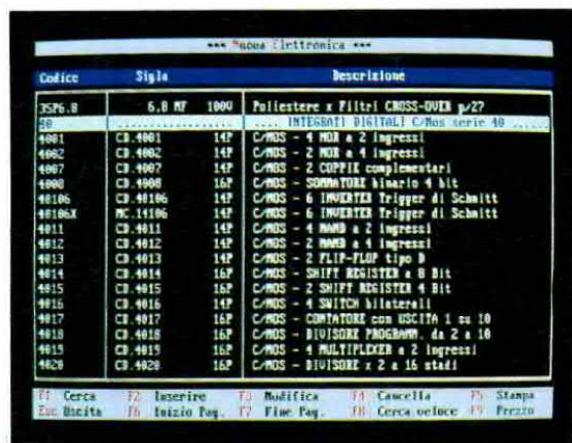 *** Nuova Elettronica ***
Codice Sigla Descrizione
3SP6.8 6.8 MF 100V Poliestere x Filtri CROSS-OVER p/27
40 .................. .... INTEGRATI DIGITALI C/Mos serie 40 ......
4001 CD.4001 14P C/MOS - 4 NOR a 2 ingressi
4002 CD.4002 14P C/MOS - 2 NOR a 4 ingressi
4007 CD.4007 14P C/MOS - 2 COPPIE complementari
4008 CD.4008 16P C/MOS - SOMMATORE binario 4 bit
40106 CD.40106 14P C/MOS - 6 INVERTER Trigger di Schmitt
40106X MC.14106 14P C/MOS - 6 INVERTER Trigger di Schmitt
4011 CD.4011 14P C/MOS - 4 NAND a 2 ingressi
4012 CD.4012 14P C/MOS - 2 NAND a 4 ingressi
4013 CD.4013 14P C/MOS - 2 FLIP-FLOP tipo D
4014 CD.4014 16P C/MOS - SHIFT REGISTER a 8 Bit
4015 CD.4015 16P C/MOS - 2 SHIFT REGISTER 4 Bit
4016 CD.4016 14P C/MOS - 4 SWITCH bilaterali
4017 CD.4017 16P C/MOS - CONTATORE con USCITA 1 su 10
4018 CD.4018 16P C/MOS - DIVISORE PROGRAMM. da 2 a 10
CD.4015 16P C/MOS - 4 MULTIPLEXER a 2 ingressi
4020 CD.4020 16P C/MOS - DIVISORE x 2 a 16 stadi
F1 Cerca F2 Inserire F3 Modifica F4 Cancella F5 Stampa
Esc Uscita F6 Inizio Pag. F7 Fine Pag. F8 Cerca veloce F9 Prezzo